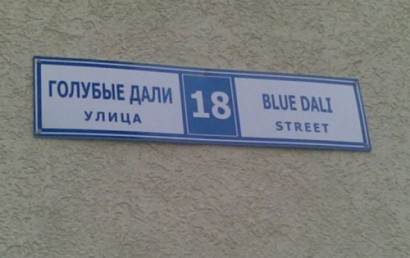 ГОЛУБЫЕ ДАЛИ
УЛИЦА
18
BLUE DALI
STREET